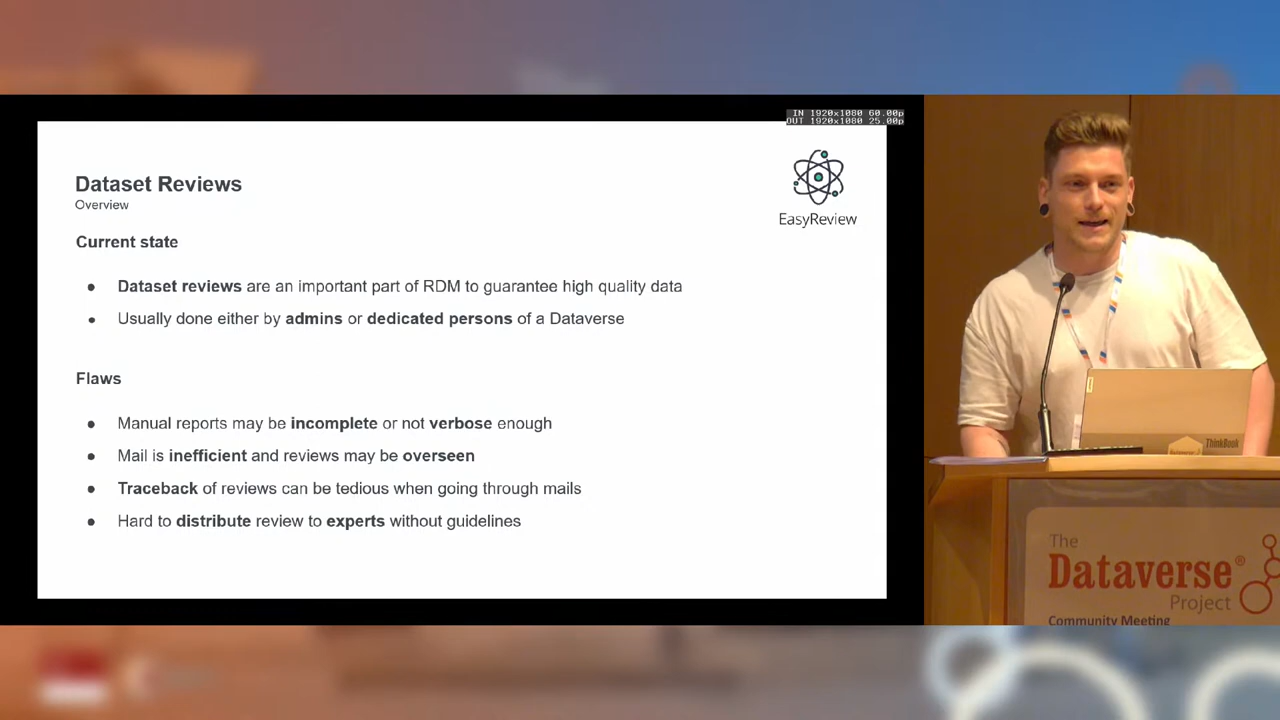 IN 1920x1080 60.00p
OUT 1920x1080 25.00p
Dataset Reviews
Overview
EasyReview
Current state
● Dataset reviews are an important part of RDM to guarantee high quality data
● Usually done either by admins or dedicated persons of a Dataverse
Flaws
● Manual reports may be incomplete or not verbose enough
● Mail is inefficient and reviews may be overseen
● Traceback of reviews can be tedious when going through mails
● Hard to distribute review to experts without guidelines
ThinkBook
The
Dataverse®
Project
Community Meeting